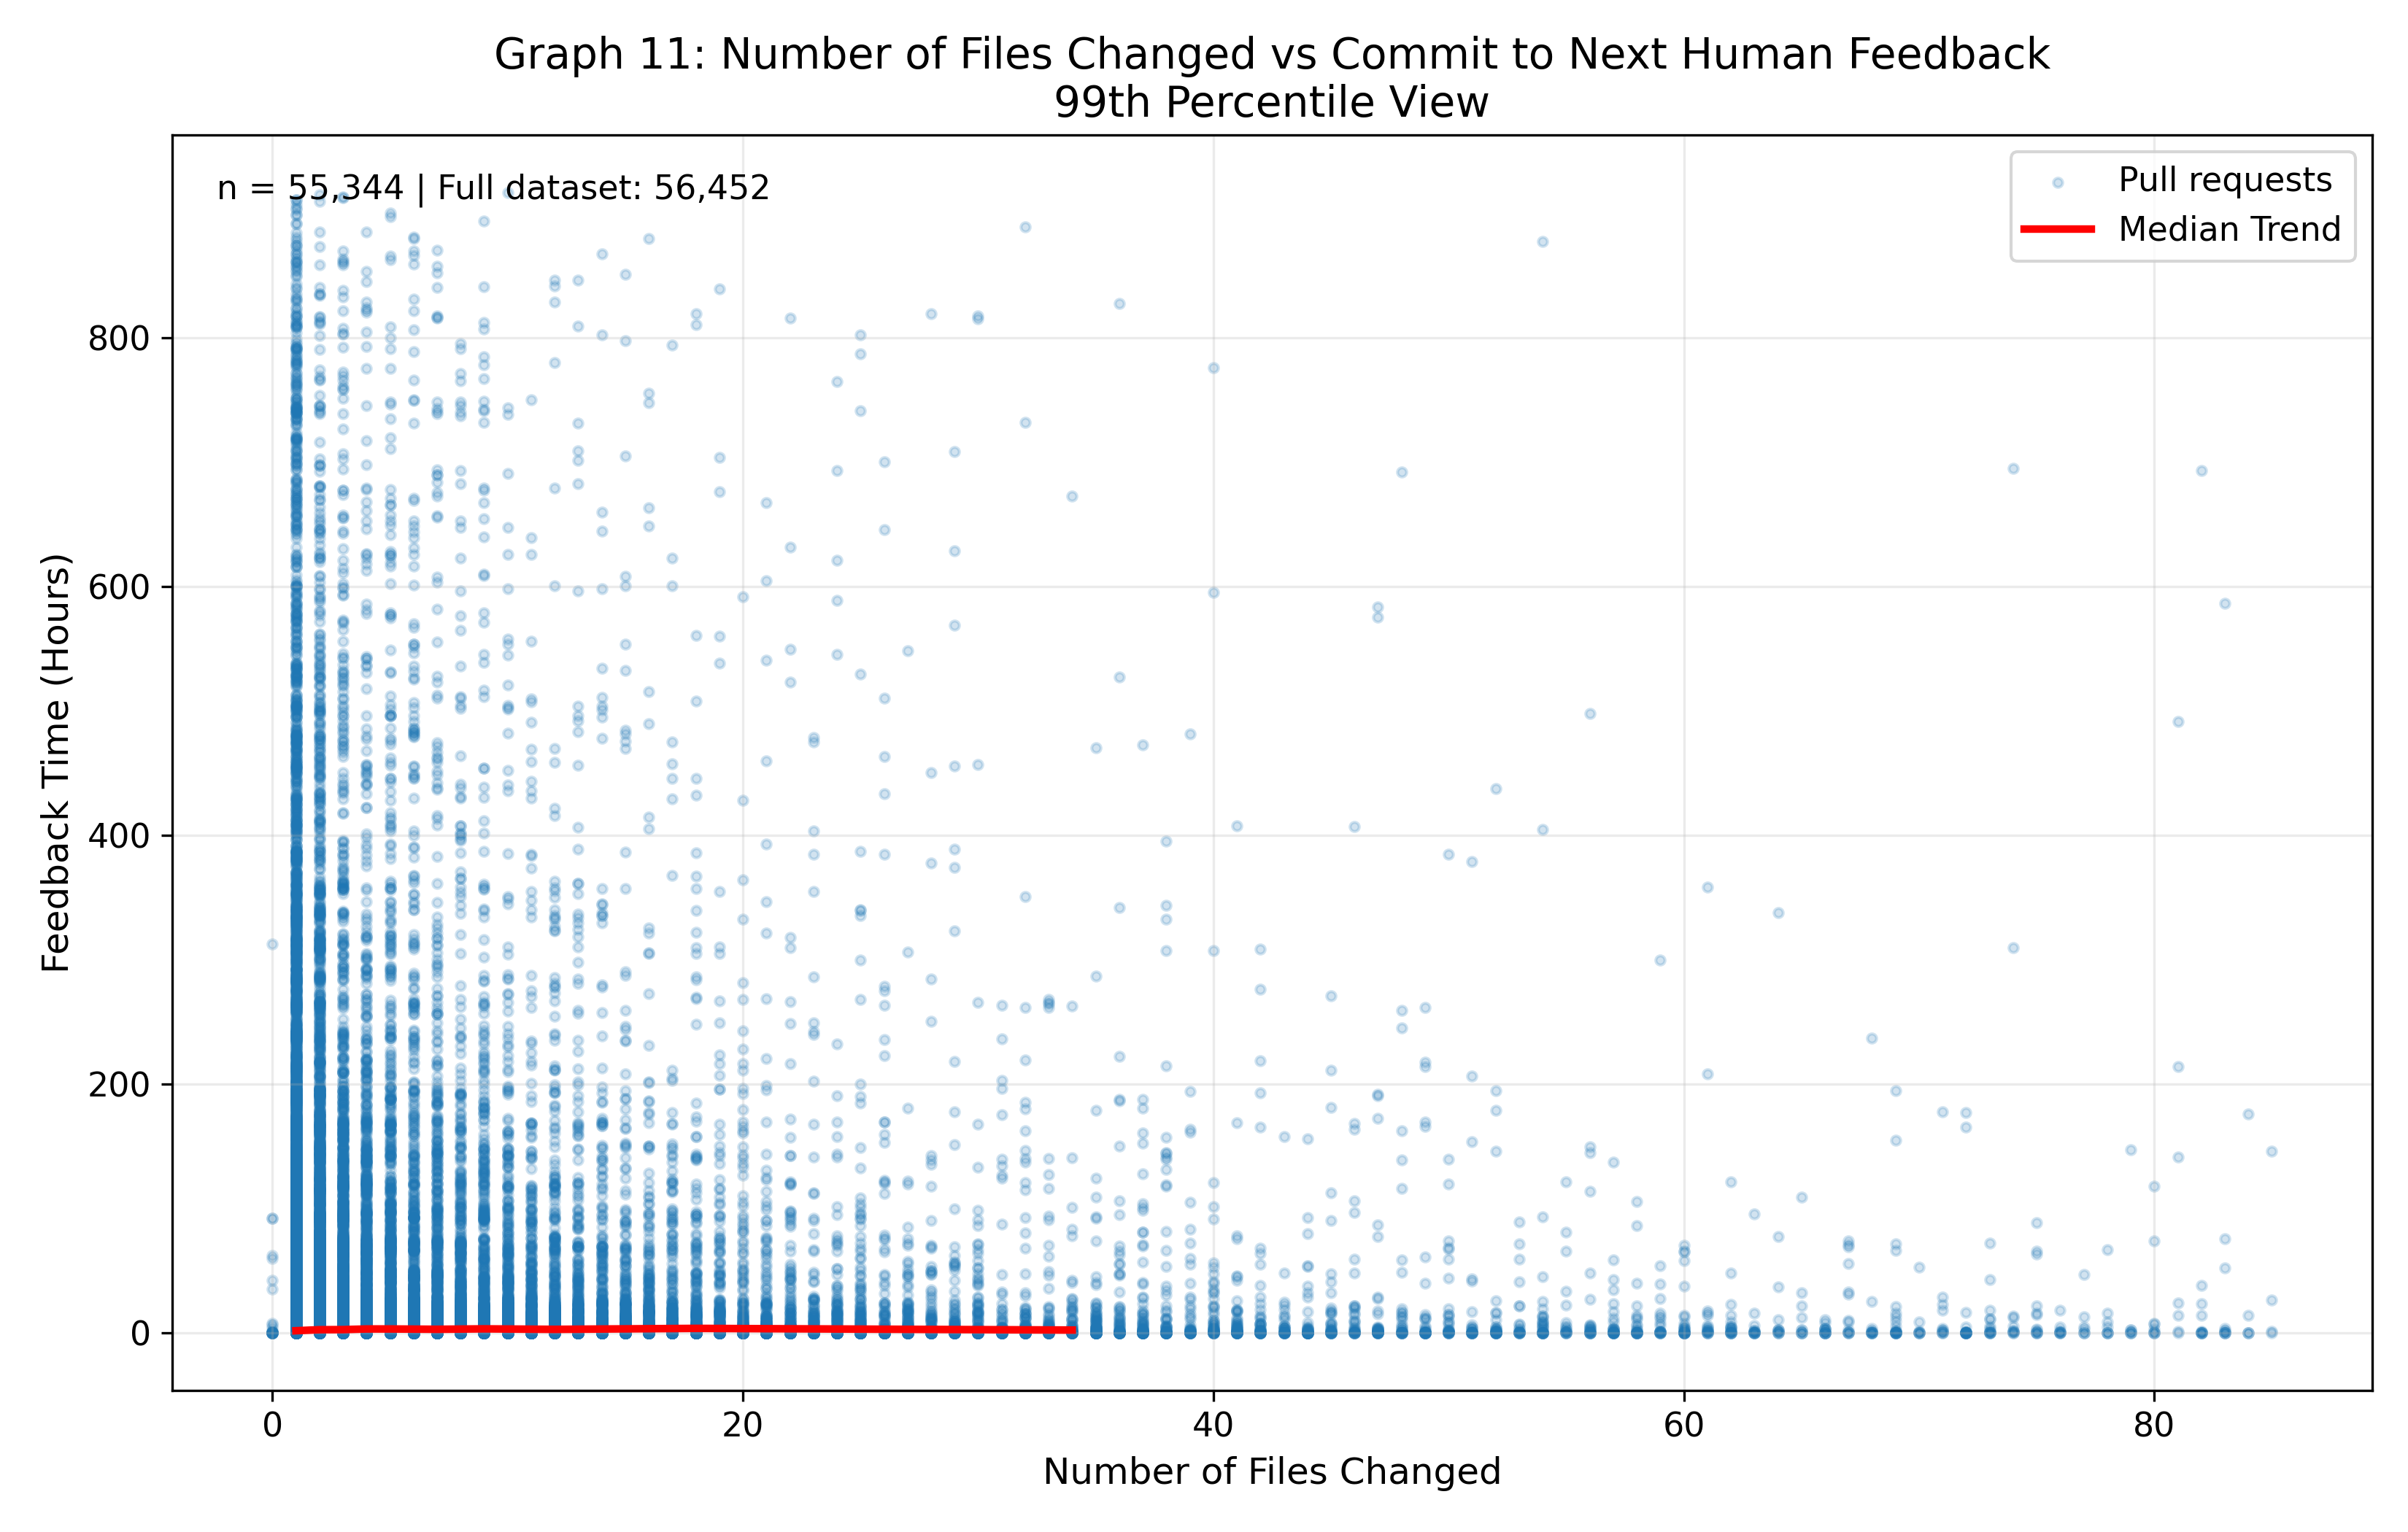 Graph 11: Number of Files Changed vs Commit to Next Human Feedback
99th Percentile View
n = 55,344 | Full dataset: 56,452
Pull requests
Median Trend
Feedback Time (Hours)
800
600
400
200
0
0 20 40 60 80
Number of Files Changed